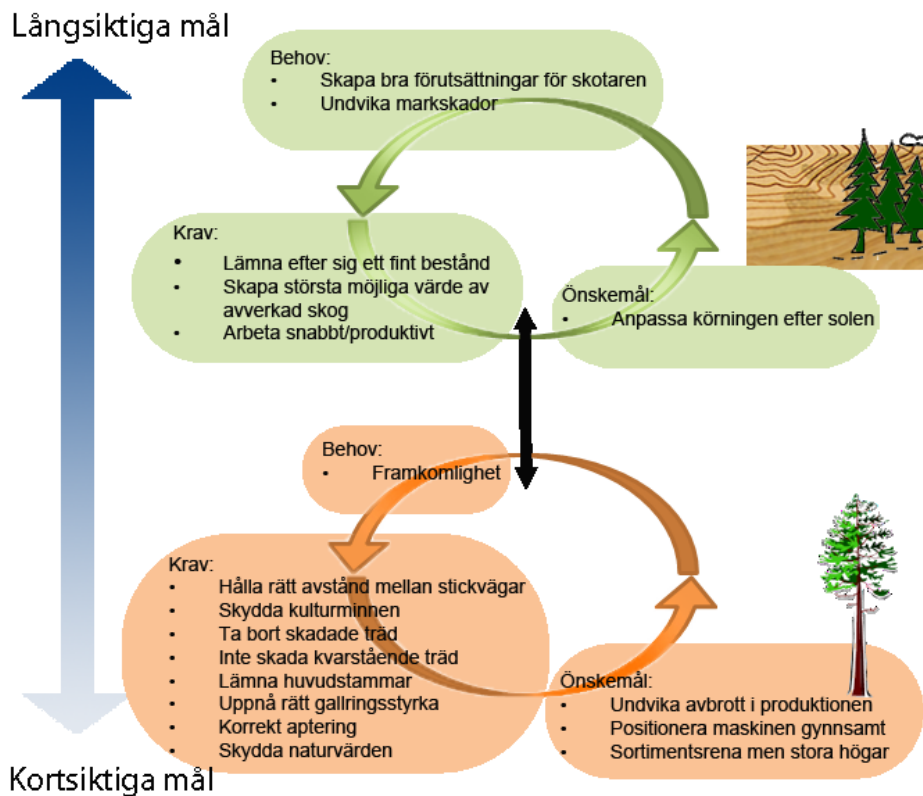 Långsiktiga mål
Behov:
• Skapa bra förutsättningar för skotaren
• Undvika markskador
Krav:
• Lämna efter sig ett fint bestånd
• Skapa största möjliga värde av
avverkad skog
• Arbeta snabbt/produktivt
Önskemål:
• Anpassa körningen efter solen
Behov:
• Framkomlighet
Krav:
• Hålla rätt avstånd mellan stickvägar
• Skydda kulturminnen
• Ta bort skadade träd
• Inte skada kvarstående träd
• Lämna huvudstammar
• Uppnå rätt gallringsstyrka
• Korrekt aptering
• Skydda naturvärden
Önskemål:
• Undvika avbrott i produktionen
• Positionera maskinen gynnsamt
• Sortimentsrena men stora högar
Kortsiktiga mål